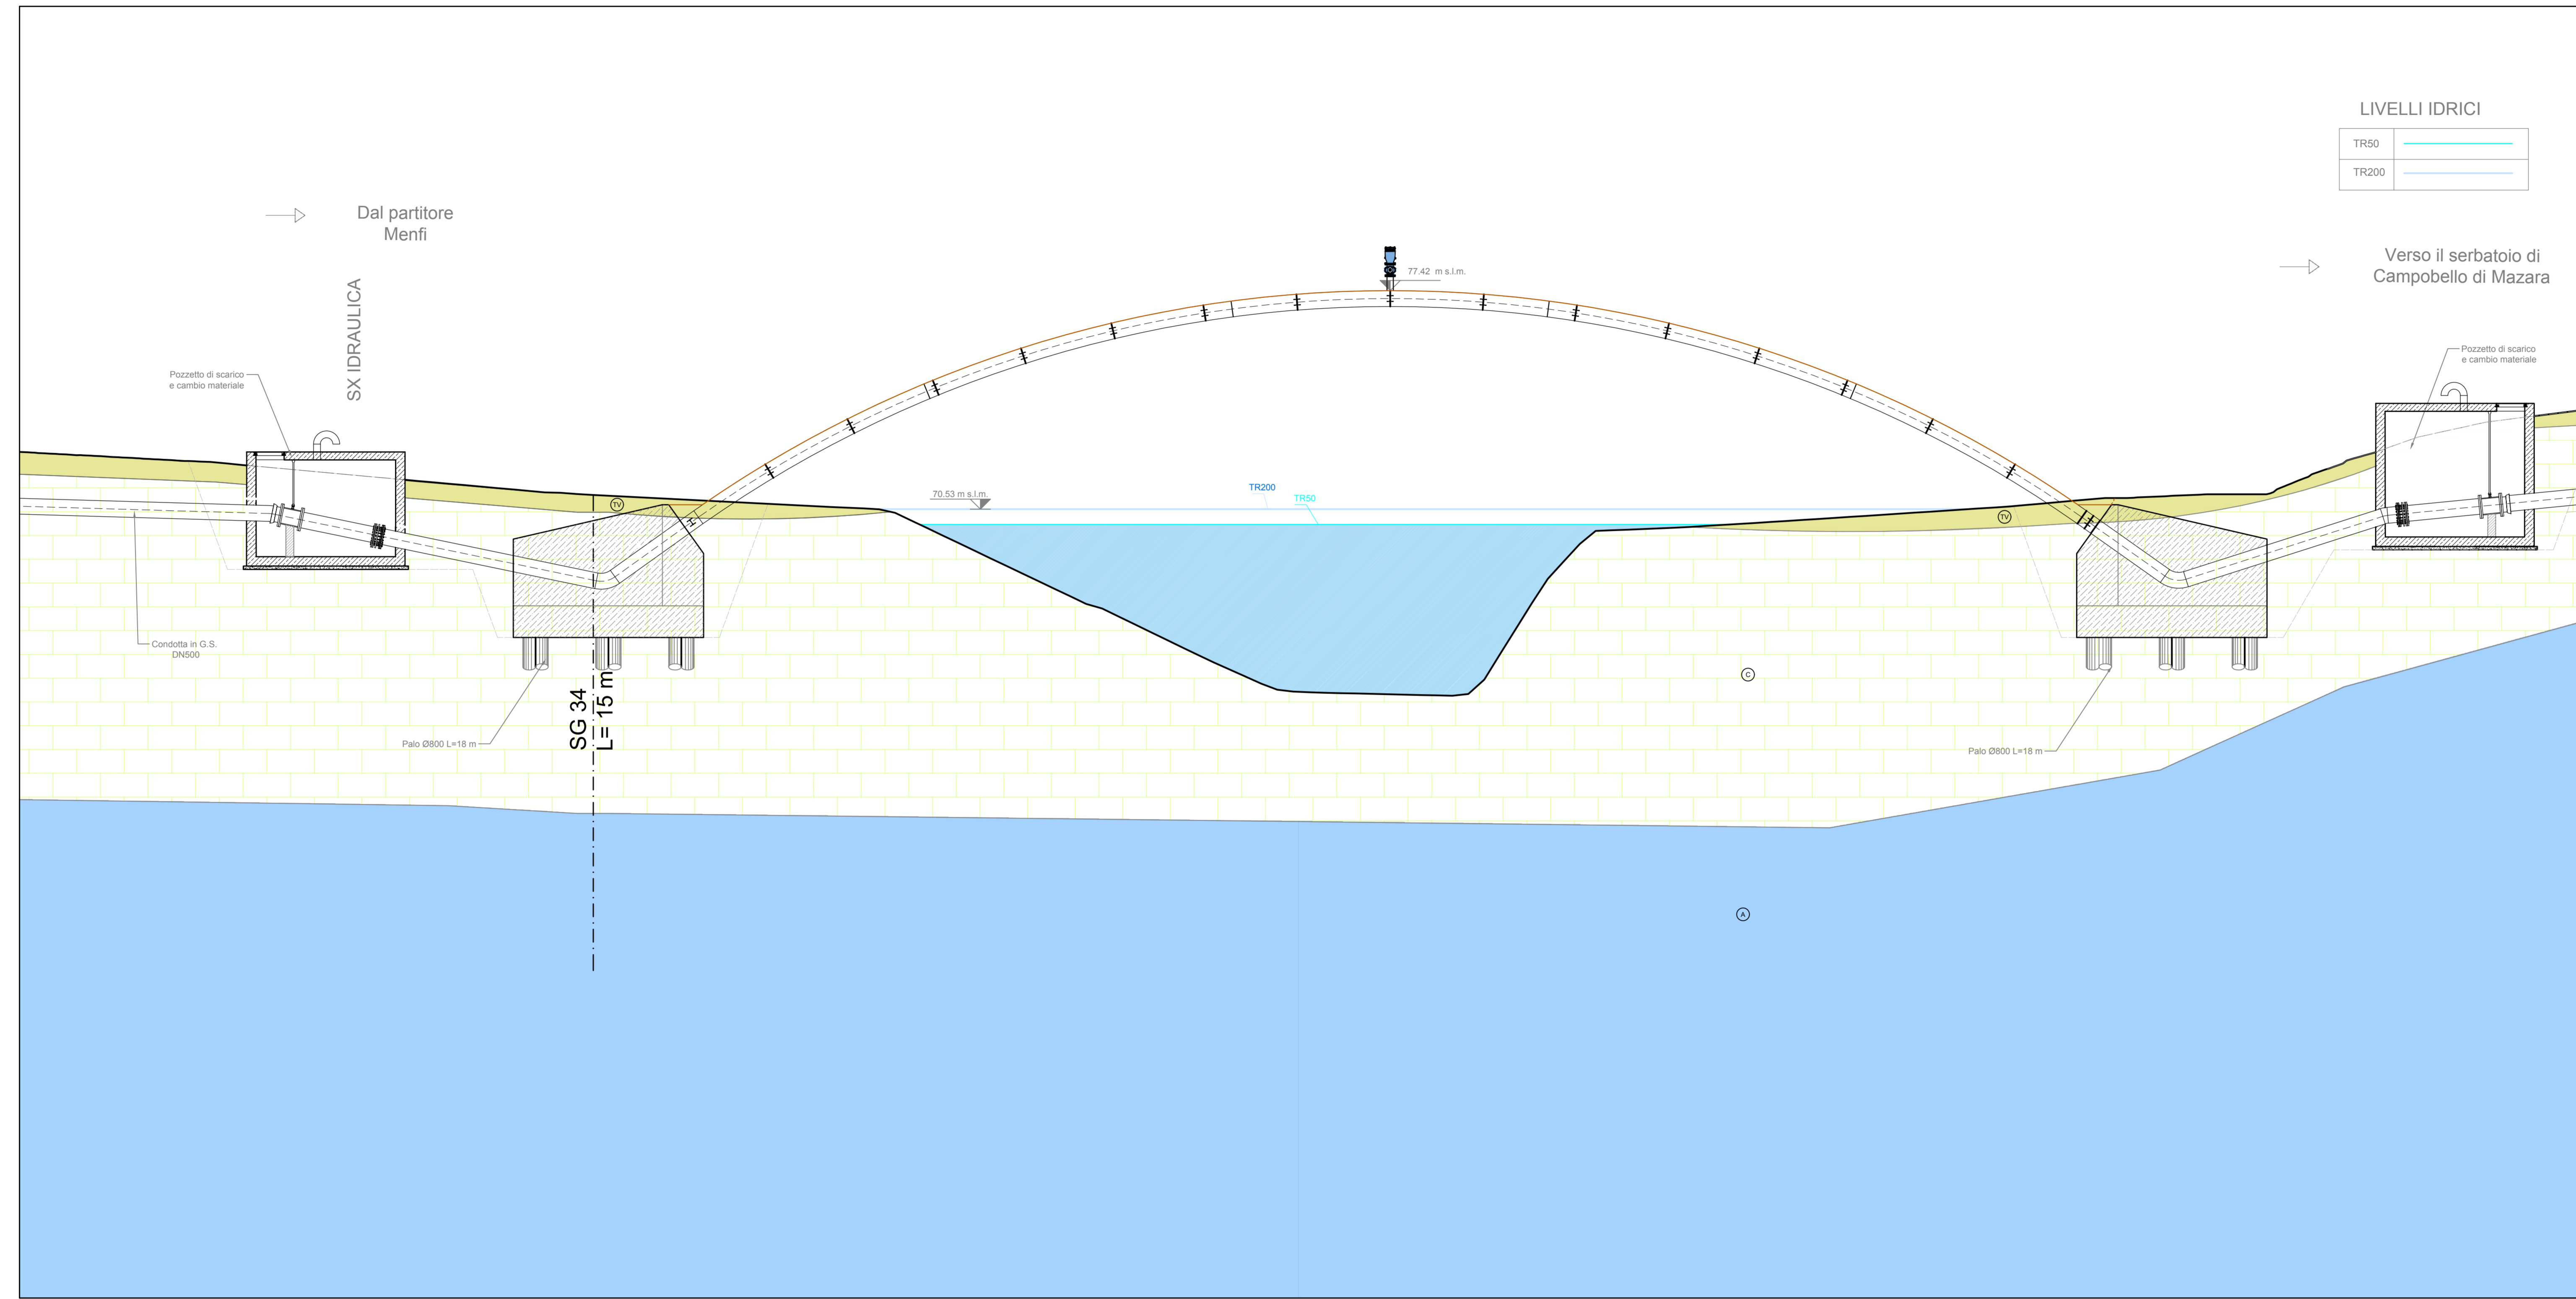 LIVELLI IDRICI
TR50
TR200
Dal partitore
Menfi
SX IDRAULICA
Verso il serbatoio di
Campobello di Mazara
77.42 m s.l.m.
Pozzetto di scarico
e cambio materiale
Pozzetto di scarico
e cambio materiale
70.53 m s.l.m.
TR200
TR50
TV
TV
Condotta in G.S.
DN500
C
SG 34
L= 15 m
Palo Ø800 L=18 m
Palo Ø800 L=18 m
A